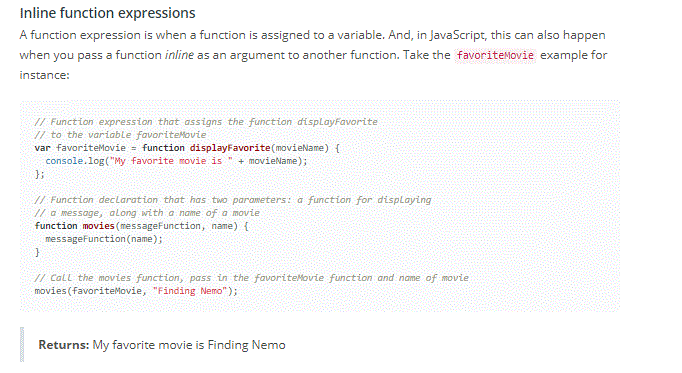 Inline function expressions
A function expression is when a function is assigned to a variable. And, in JavaScript, this can also happen
when you pass a function inline as an argument to another function. Take the favoriteMovie example for
instance:
// Function expression that assigns the function displayFavorite
// to the variable favoriteMovie
var favoriteMovie = function displayFavorite(movieName) {
  console.log("My favorite movie is " + movieName);
};
// Function declaration that has two parameters: a function for displaying
// a message, along with a name of a movie
function movies(messageFunction, name) {
  messageFunction(name);
}
// Call the movies function, pass in the favoriteMovie function and name of movie
movies(favoriteMovie, "Finding Nemo");
Returns: My favorite movie is Finding Nemo